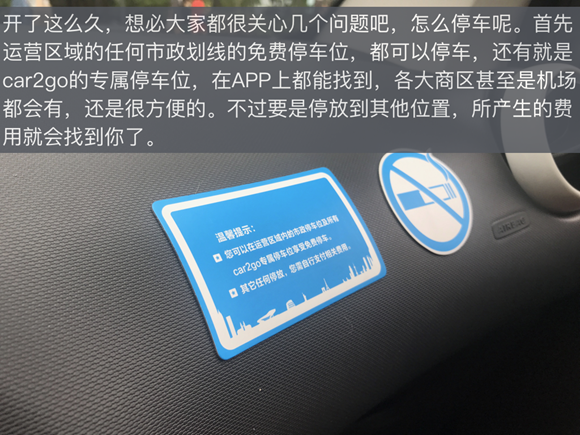 开了这么久，想必大家都很关心几个问题吧，怎么停车呢。首先
运营区域的任何市政划线的免费停车位，都可以停车，还有就是
car2go的专属停车位，在APP上都能找到，各大商区甚至是机场
都会有，还是很方便的。不过要是停放到其他位置，所产生的费
用就会找到你了。
温馨提示：
您可以在运营区域内的市政停车位及所有
car2go专属停车位享受免费停车。
其它任何停放，您需自行支付相关费用。